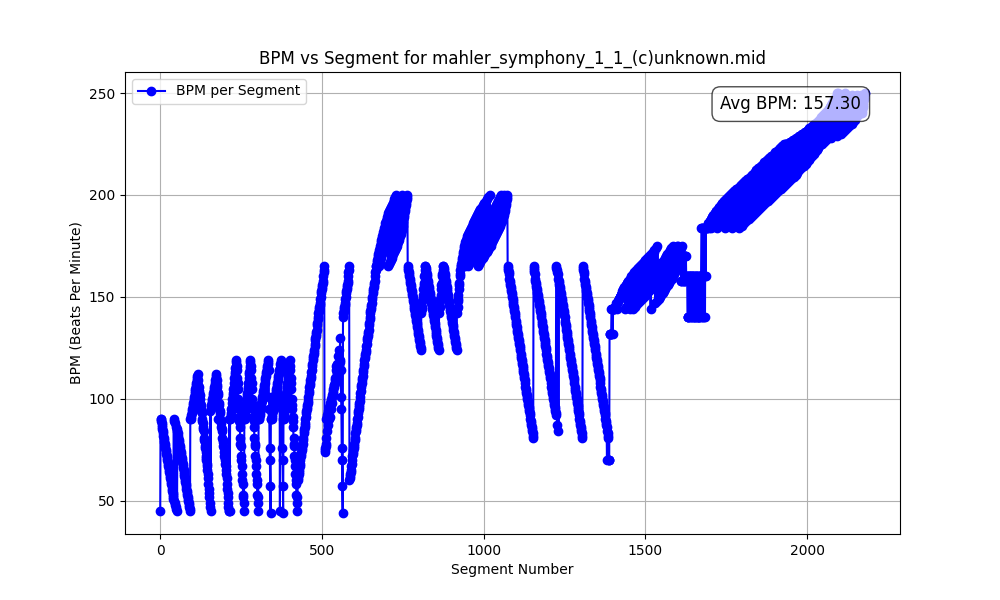 BPM vs Segment for mahler_symphony_1_1_(c)unknown.mid
BPM per Segment
Avg BPM: 157.30
BPM (Beats Per Minute)
250
200
150
100
50
0
500
1000
1500
2000
Segment Number